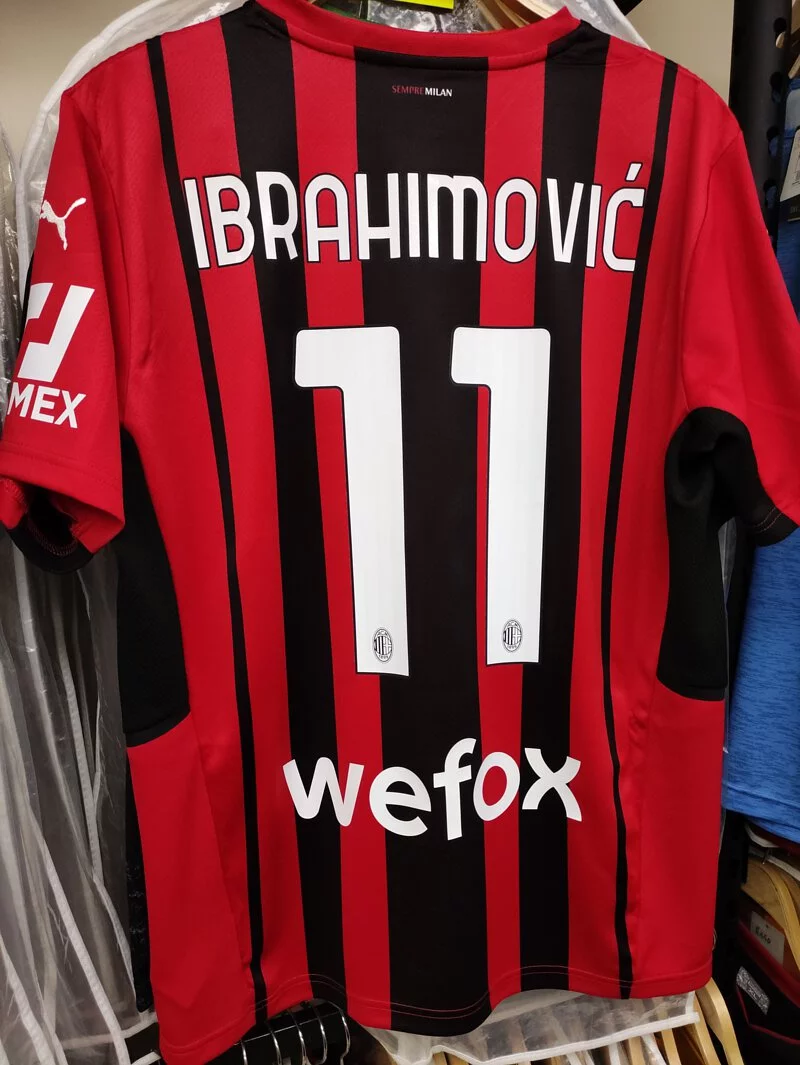 SEMPREMILAN
IBRAHIMOVIĆ
11
MEX
wefox